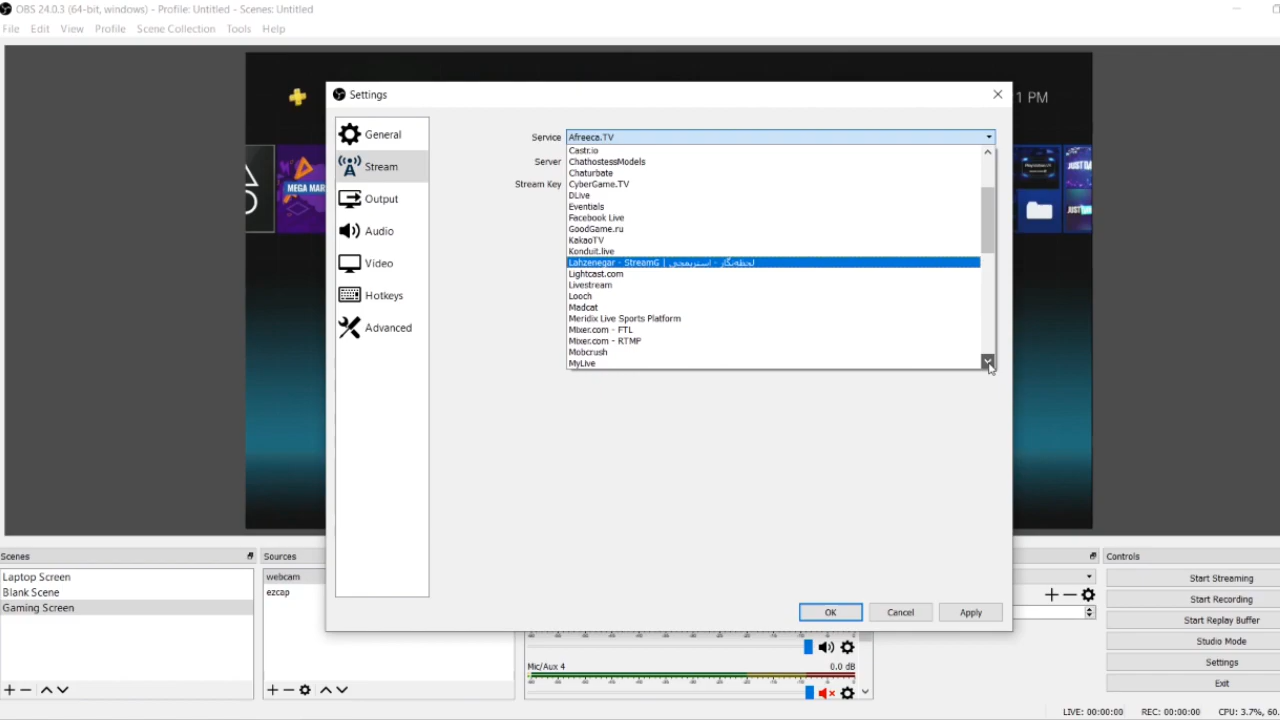 OBS 24.0.3 (64-bit, windows) - Profile: Untitled - Scenes: Untitled
File Edit View Profile Scene Collection Tools Help
Settings
1 PM
General
Stream
Output
Audio
Video
Hotkeys
Advanced
MEGA MAR
Service Afreeca.TV
Server
Stream Key
Castr.io
ChathostessModels
Chaturbate
CyberGame.TV
DLive
Eventials
Facebook Live
GoodGame.ru
KakaoTV
Konduit.live
Lahzenegar - StreamG | لحظه‌نگار - استریمجی
Lightcast.com
Livestream
Looch
Madcat
Meridix Live Sports Platform
Mixer.com - FTL
Mixer.com - RTMP
Mobcrush
MyLive
OK Cancel Apply
Scenes
Laptop Screen
Blank Scene
Gaming Screen
Sources
webcam
ezcap
Mic/Aux 4 0.0 dB
Controls
Start Streaming
Start Recording
Start Replay Buffer
Studio Mode
Settings
Exit
LIVE: 00:00:00 REC: 00:00:00 CPU: 3.7%, 60.